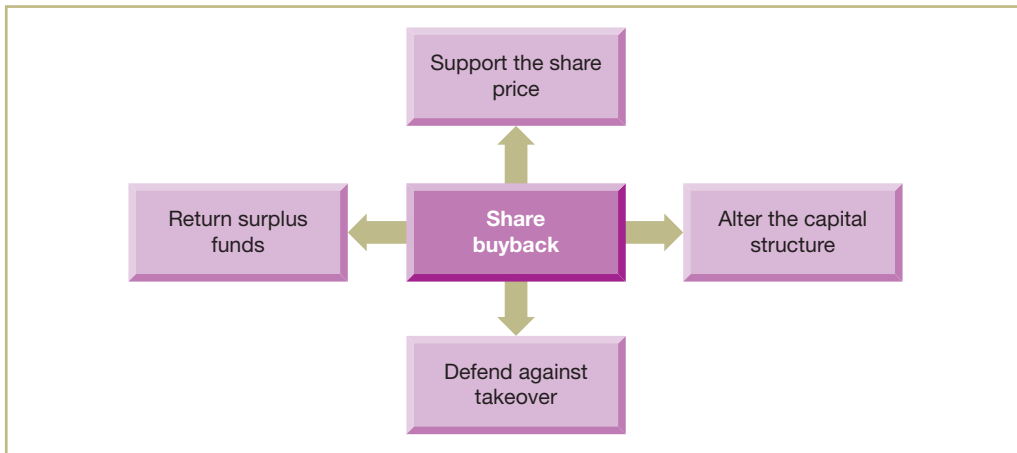 Support the share
price
Return surplus
funds
Share
buyback
Alter the capital
structure
Defend against
takeover